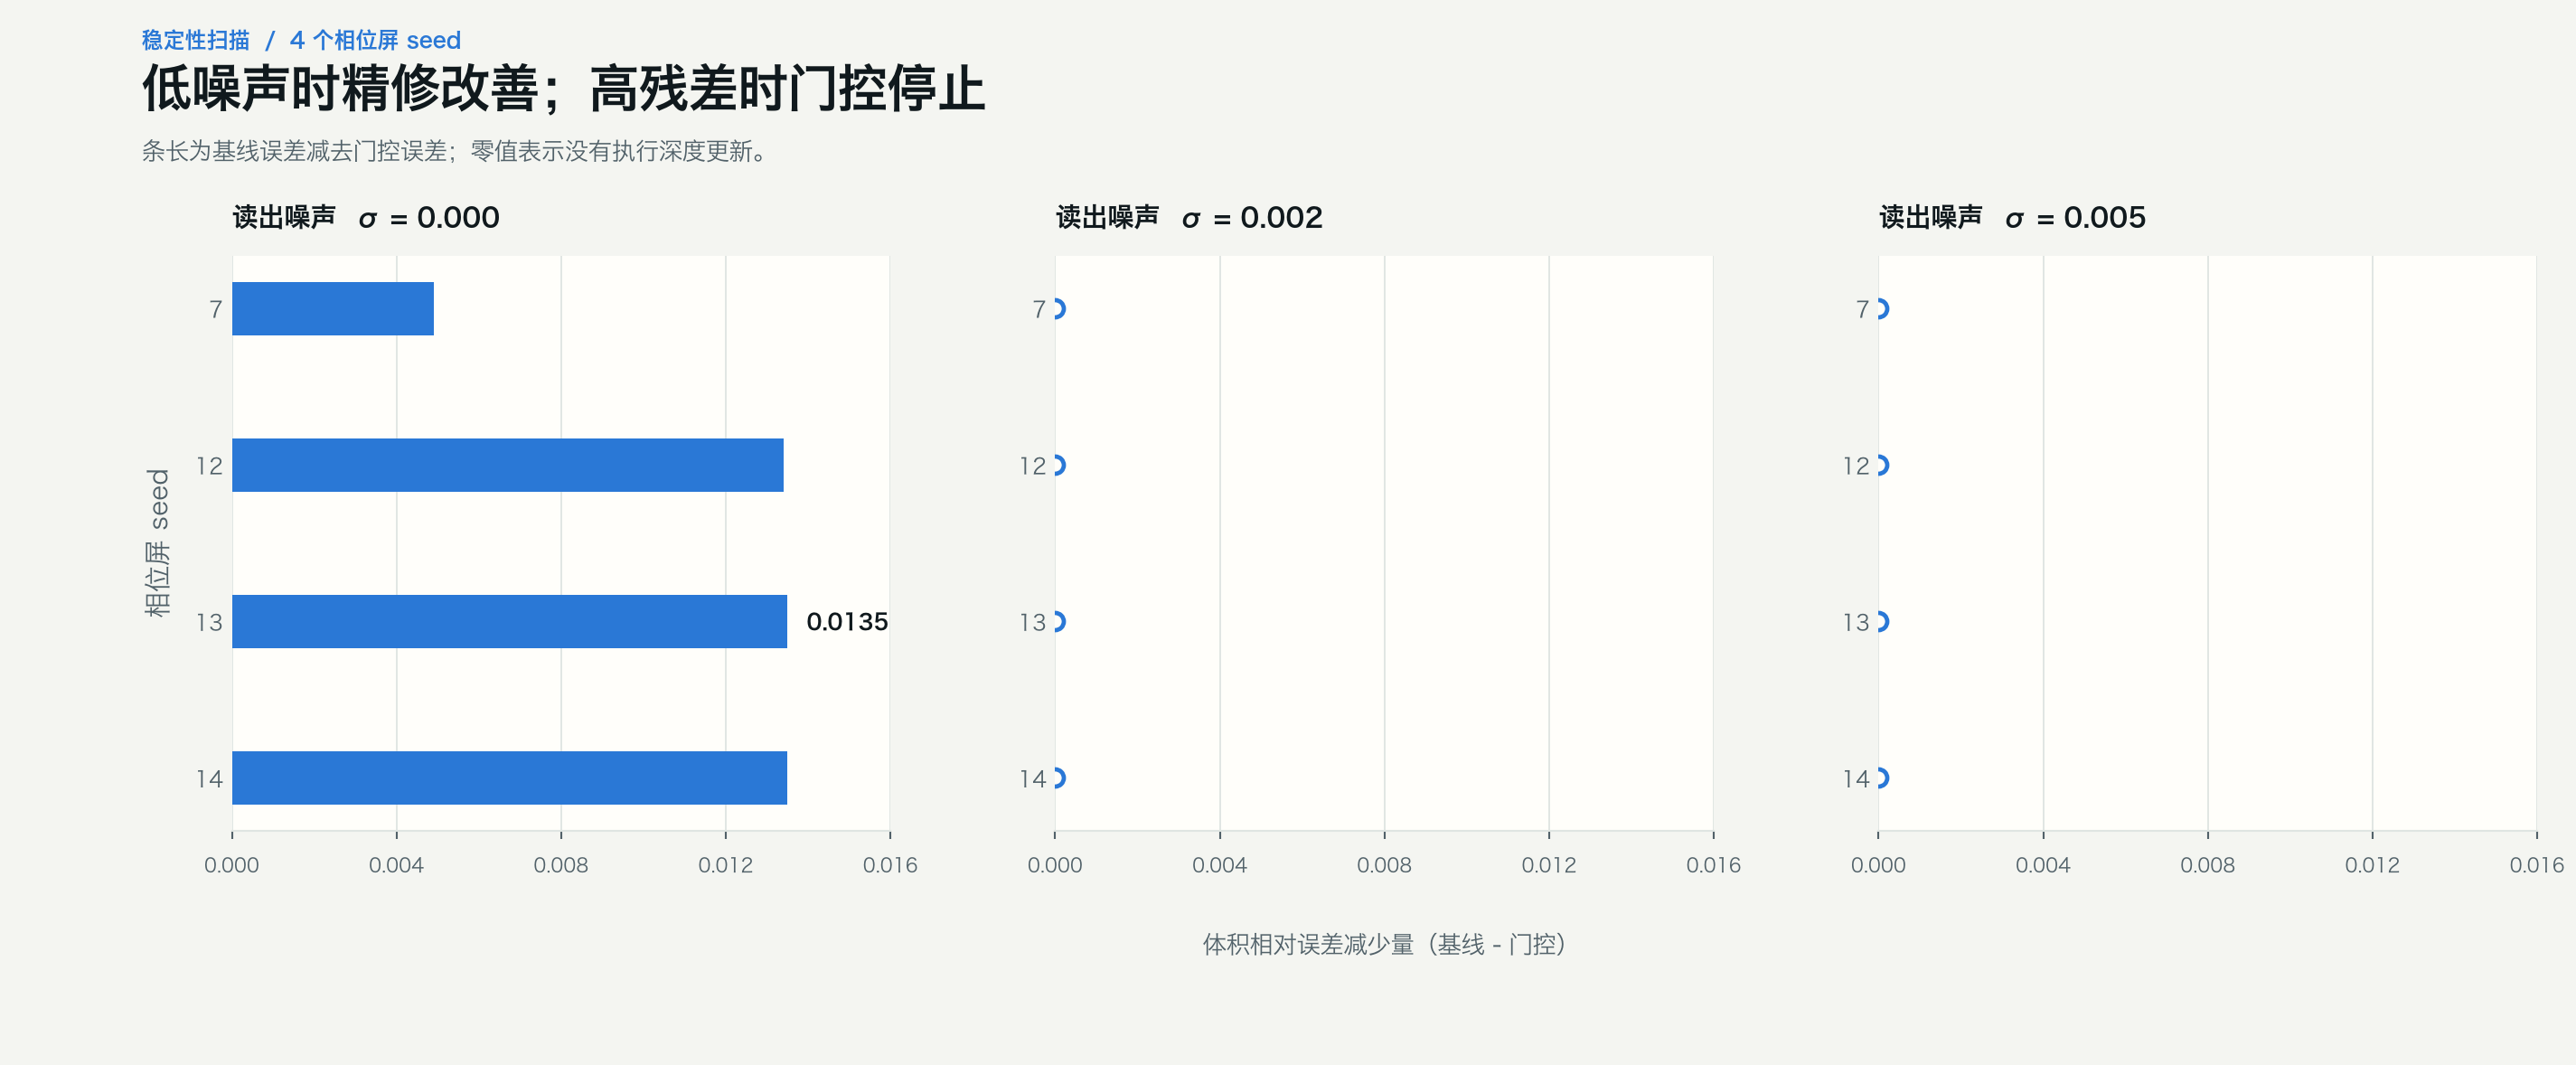 稳定性扫描 / 4 个相位屏 seed
低噪声时精修改善；高残差时门控停止
条长为基线误差减去门控误差；零值表示没有执行深度更新。
读出噪声 σ = 0.000
相位屏 seed
7
12
13
14
0.0135
0.000 0.004 0.008 0.012 0.016
读出噪声 σ = 0.002
7
12
13
14
0.000 0.004 0.008 0.012 0.016
读出噪声 σ = 0.005
7
12
13
14
0.000 0.004 0.008 0.012 0.016
体积相对误差减少量（基线 - 门控）